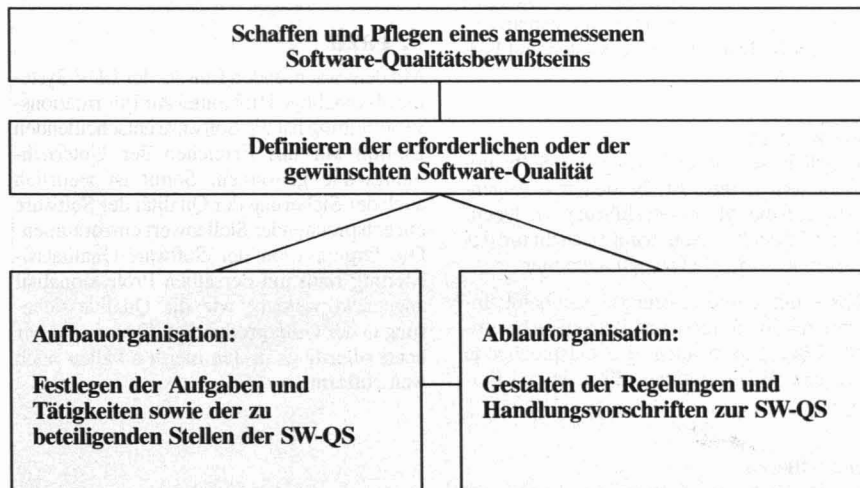 Schaffen und Pflegen eines angemessenen
Software-Qualitätsbewußtseins
Definieren der erforderlichen oder der
gewünschten Software-Qualität
Aufbauorganisation:
Festlegen der Aufgaben und
Tätigkeiten sowie der zu
beteiligenden Stellen der SW-QS
Ablauforganisation:
Gestalten der Regelungen und
Handlungsvorschriften zur SW-QS